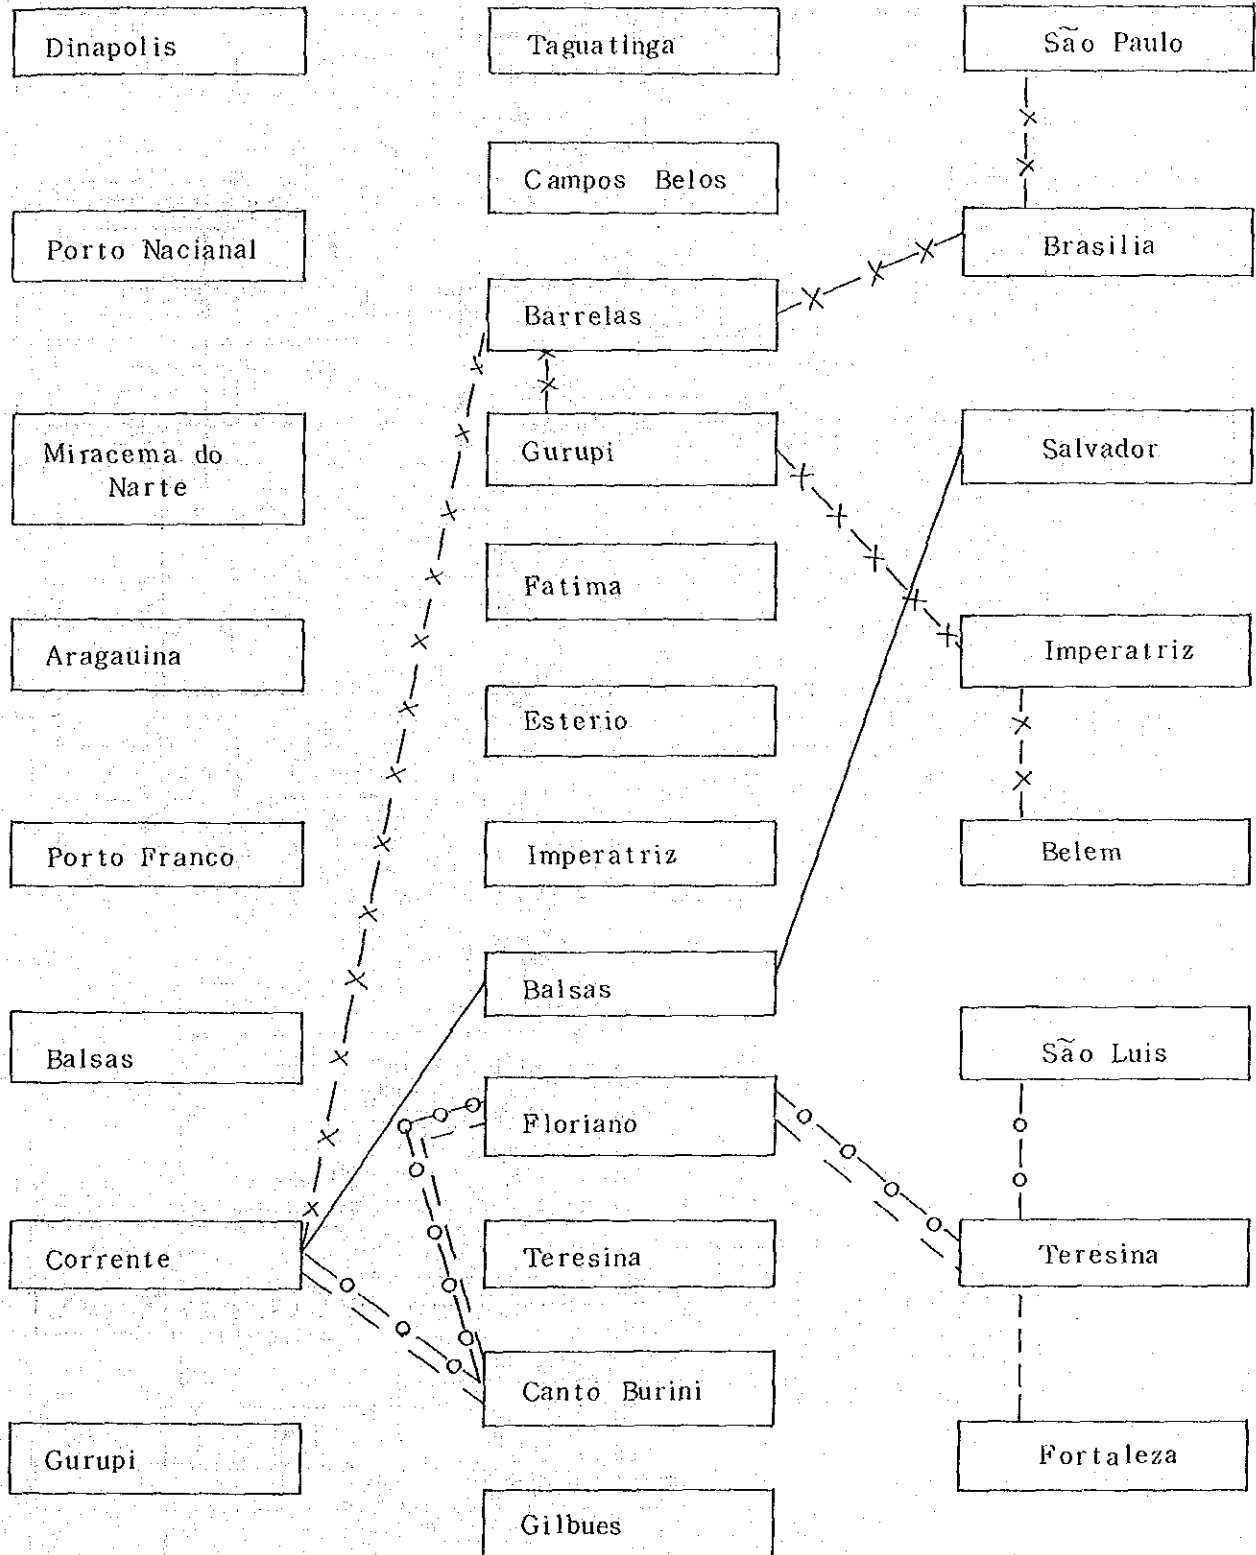 Dinapolis
Porto Nacianal
Miracema do
Narte
Aragauina
Porto Franco
Balsas
Corrente
Gurupi
Taguatinga
Campos Belos
Barrelas
Gurupi
Fatima
Esterio
Imperatriz
Balsas
Floriano
Teresina
Canto Burini
Gilbues
São Paulo
Brasilia
Salvador
Imperatriz
Belem
São Luis
Teresina
Fortaleza